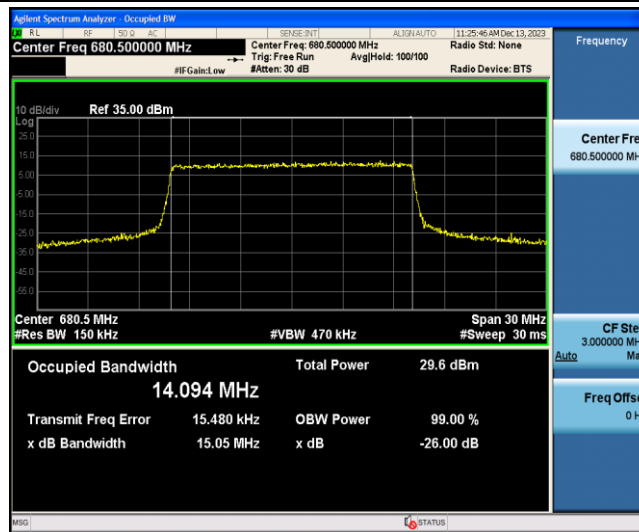 Agilent Spectrum Analyzer - Occupied BW
RL RF 50 Ω AC SENSE:INT ALIGNAUTO 11:25:46 AM Dec 13, 2023
Center Freq 680.500000 MHz
Center Freq: 680.500000 MHz
Radio Std: None
Trig: Free Run Avg|Hold: 100/100
#IFGain:Low #Atten: 30 dB Radio Device: BTS
Frequency
10 dB/div Ref 35.00 dBm
Log
25.0
15.0
5.00
-5.00
-15.0
-25.0
-35.0
-45.0
-55.0
Center 680.5 MHz Span 30 MHz
#Res BW 150 kHz #VBW 470 kHz #Sweep 30 ms
Occupied Bandwidth Total Power 29.6 dBm
14.094 MHz
Transmit Freq Error 15.480 kHz OBW Power 99.00 %
x dB Bandwidth 15.05 MHz x dB -26.00 dB
Center Fre
680.500000 MH
CF Ste
3.000000 MH
Auto Ma
Freq Offs
0 H
MSG STATUS